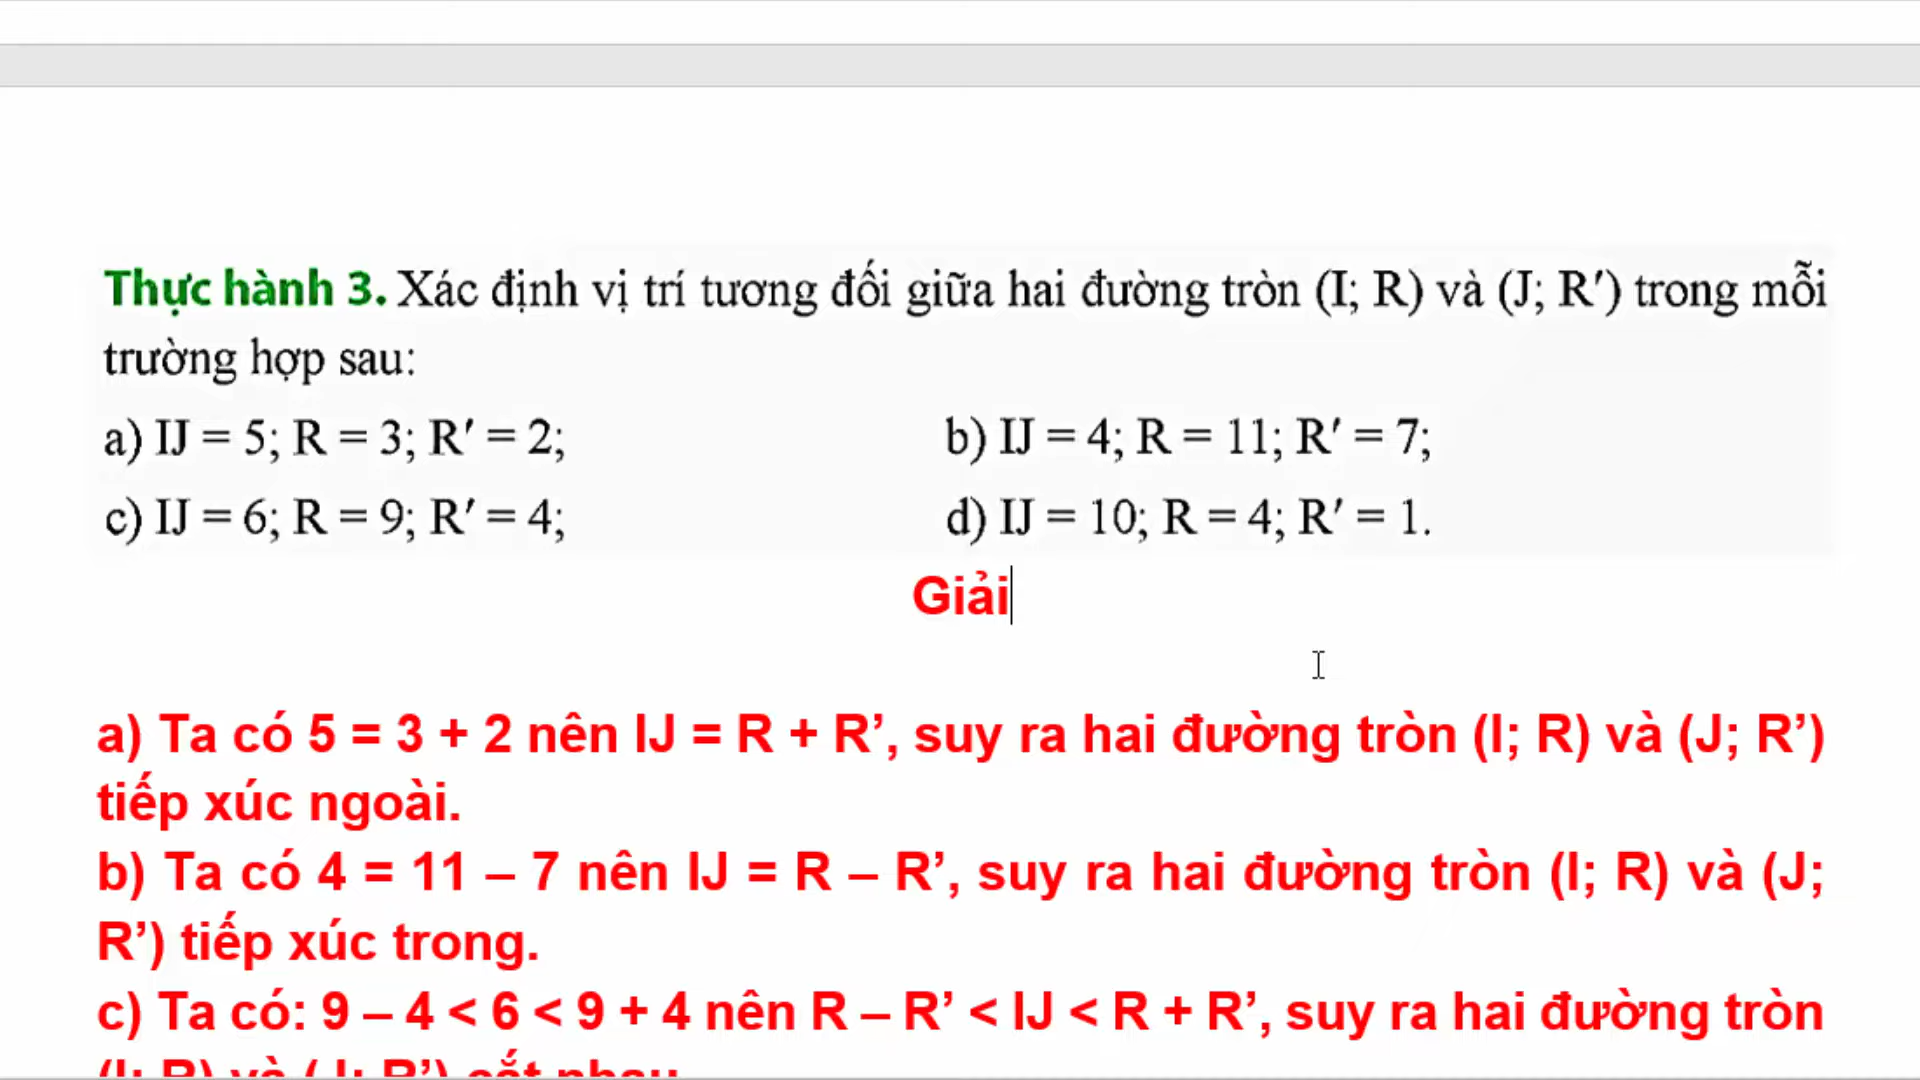 Thực hành 3. Xác định vị trí tương đối giữa hai đường tròn (I; R) và (J; R′) trong mỗi
trường hợp sau:
a) IJ = 5; R = 3; R′ = 2;
b) IJ = 4; R = 11; R′ = 7;
c) IJ = 6; R = 9; R′ = 4;
d) IJ = 10; R = 4; R′ = 1.
Giải
a) Ta có 5 = 3 + 2 nên IJ = R + R’, suy ra hai đường tròn (I; R) và (J; R’)
tiếp xúc ngoài.
b) Ta có 4 = 11 – 7 nên IJ = R – R’, suy ra hai đường tròn (I; R) và (J;
R’) tiếp xúc trong.
c) Ta có: 9 – 4 < 6 < 9 + 4 nên R – R’ < IJ < R + R’, suy ra hai đường tròn
(I; R) và ( J; R’) cắt nhau.